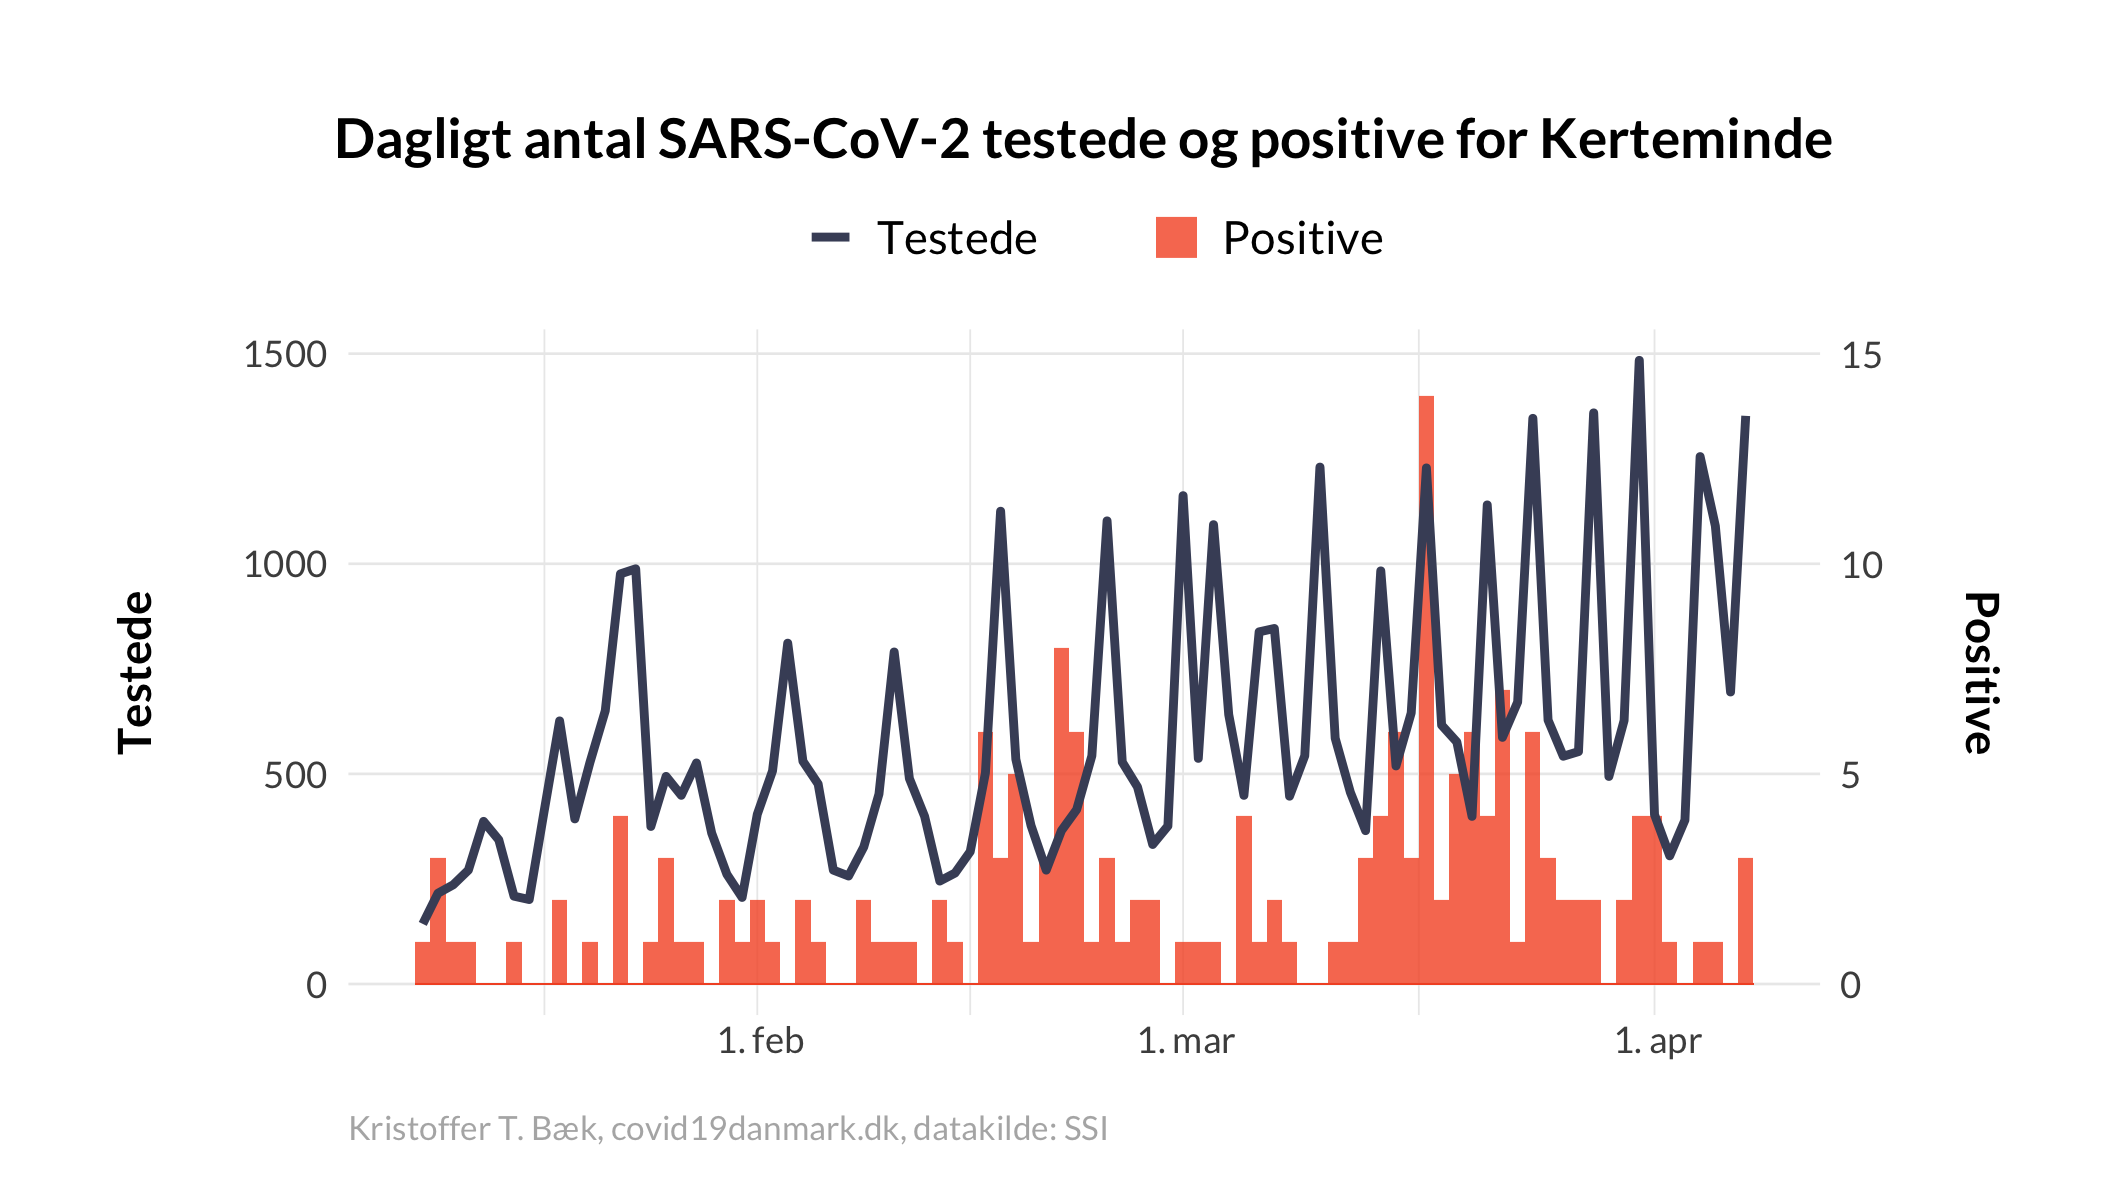 Dagligt antal SARS-CoV-2 testede og positive for Kerteminde
Testede Positive
1500 15
1000 10
500 5
0 0
Testede
Positive
1. feb 1. mar 1. apr
Kristoffer T. Bæk, covid19danmark.dk, datakilde: SSI